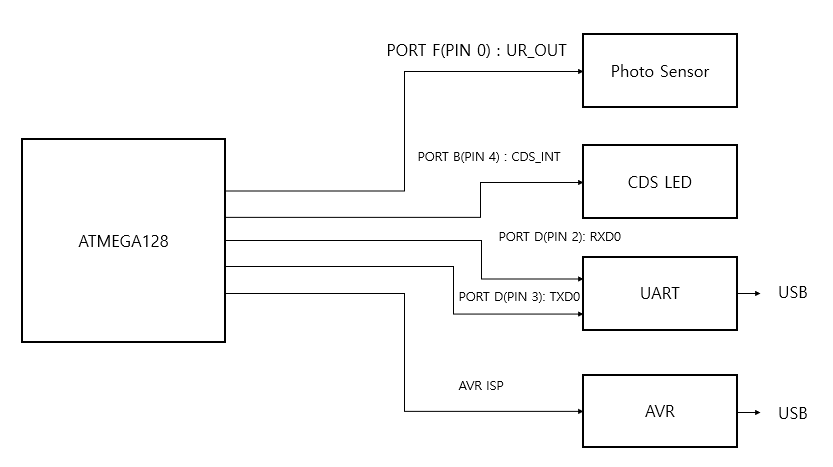 PORT F(PIN 0) : UR_OUT
Photo Sensor
PORT B(PIN 4) : CDS_INT
CDS LED
ATMEGA128
PORT D(PIN 2): RXD0
UART
USB
PORT D(PIN 3): TXD0
AVR ISP
AVR
USB